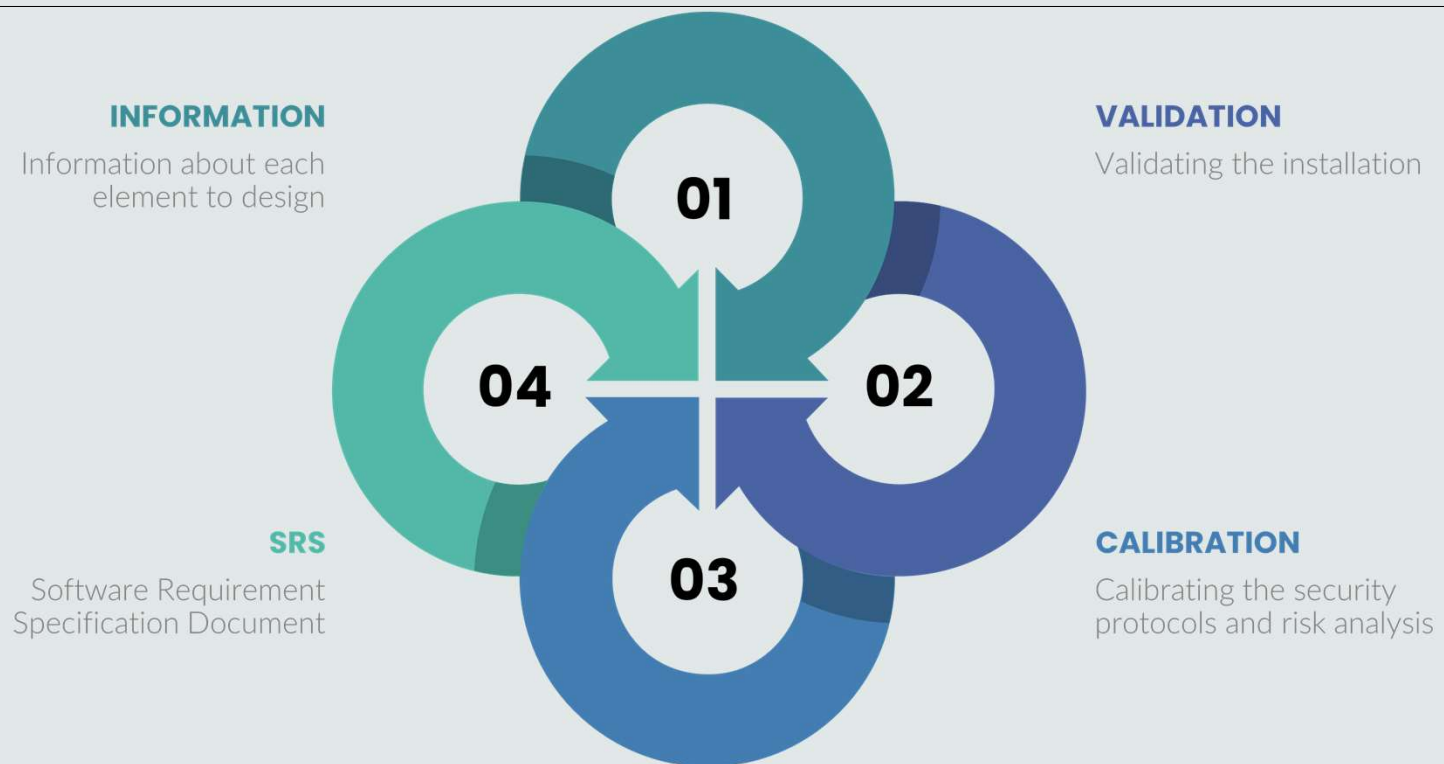 INFORMATION
Information about each
element to design
01
VALIDATION
Validating the installation
04
02
SRS
Software Requirement
Specification Document
03
CALIBRATION
Calibrating the security
protocols and risk analysis